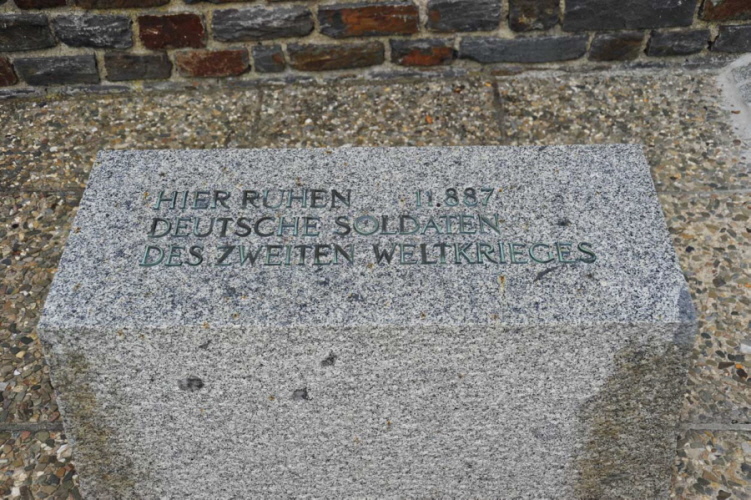 HIER RUHEN 11.887
DEUTSCHE SOLDATEN
DES ZWEITEN WELTKRIEGES